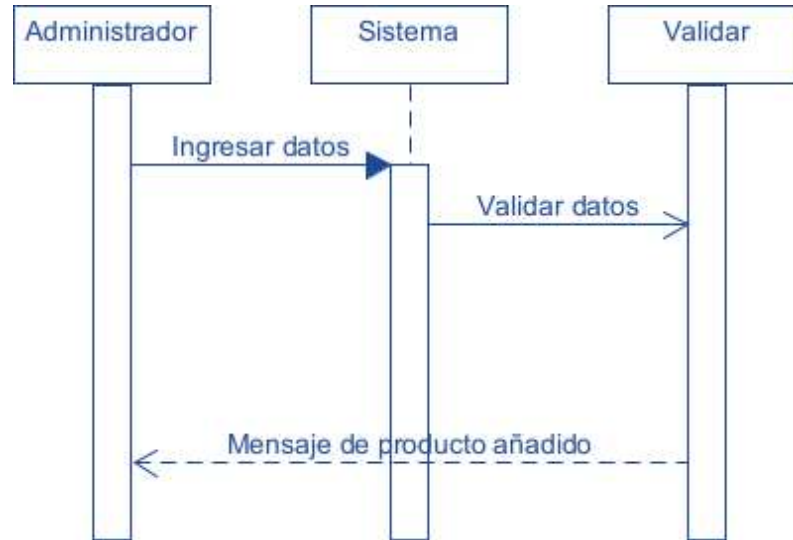 Administrador
Sistema
Validar
Ingresar datos
Validar datos
Mensaje de producto añadido